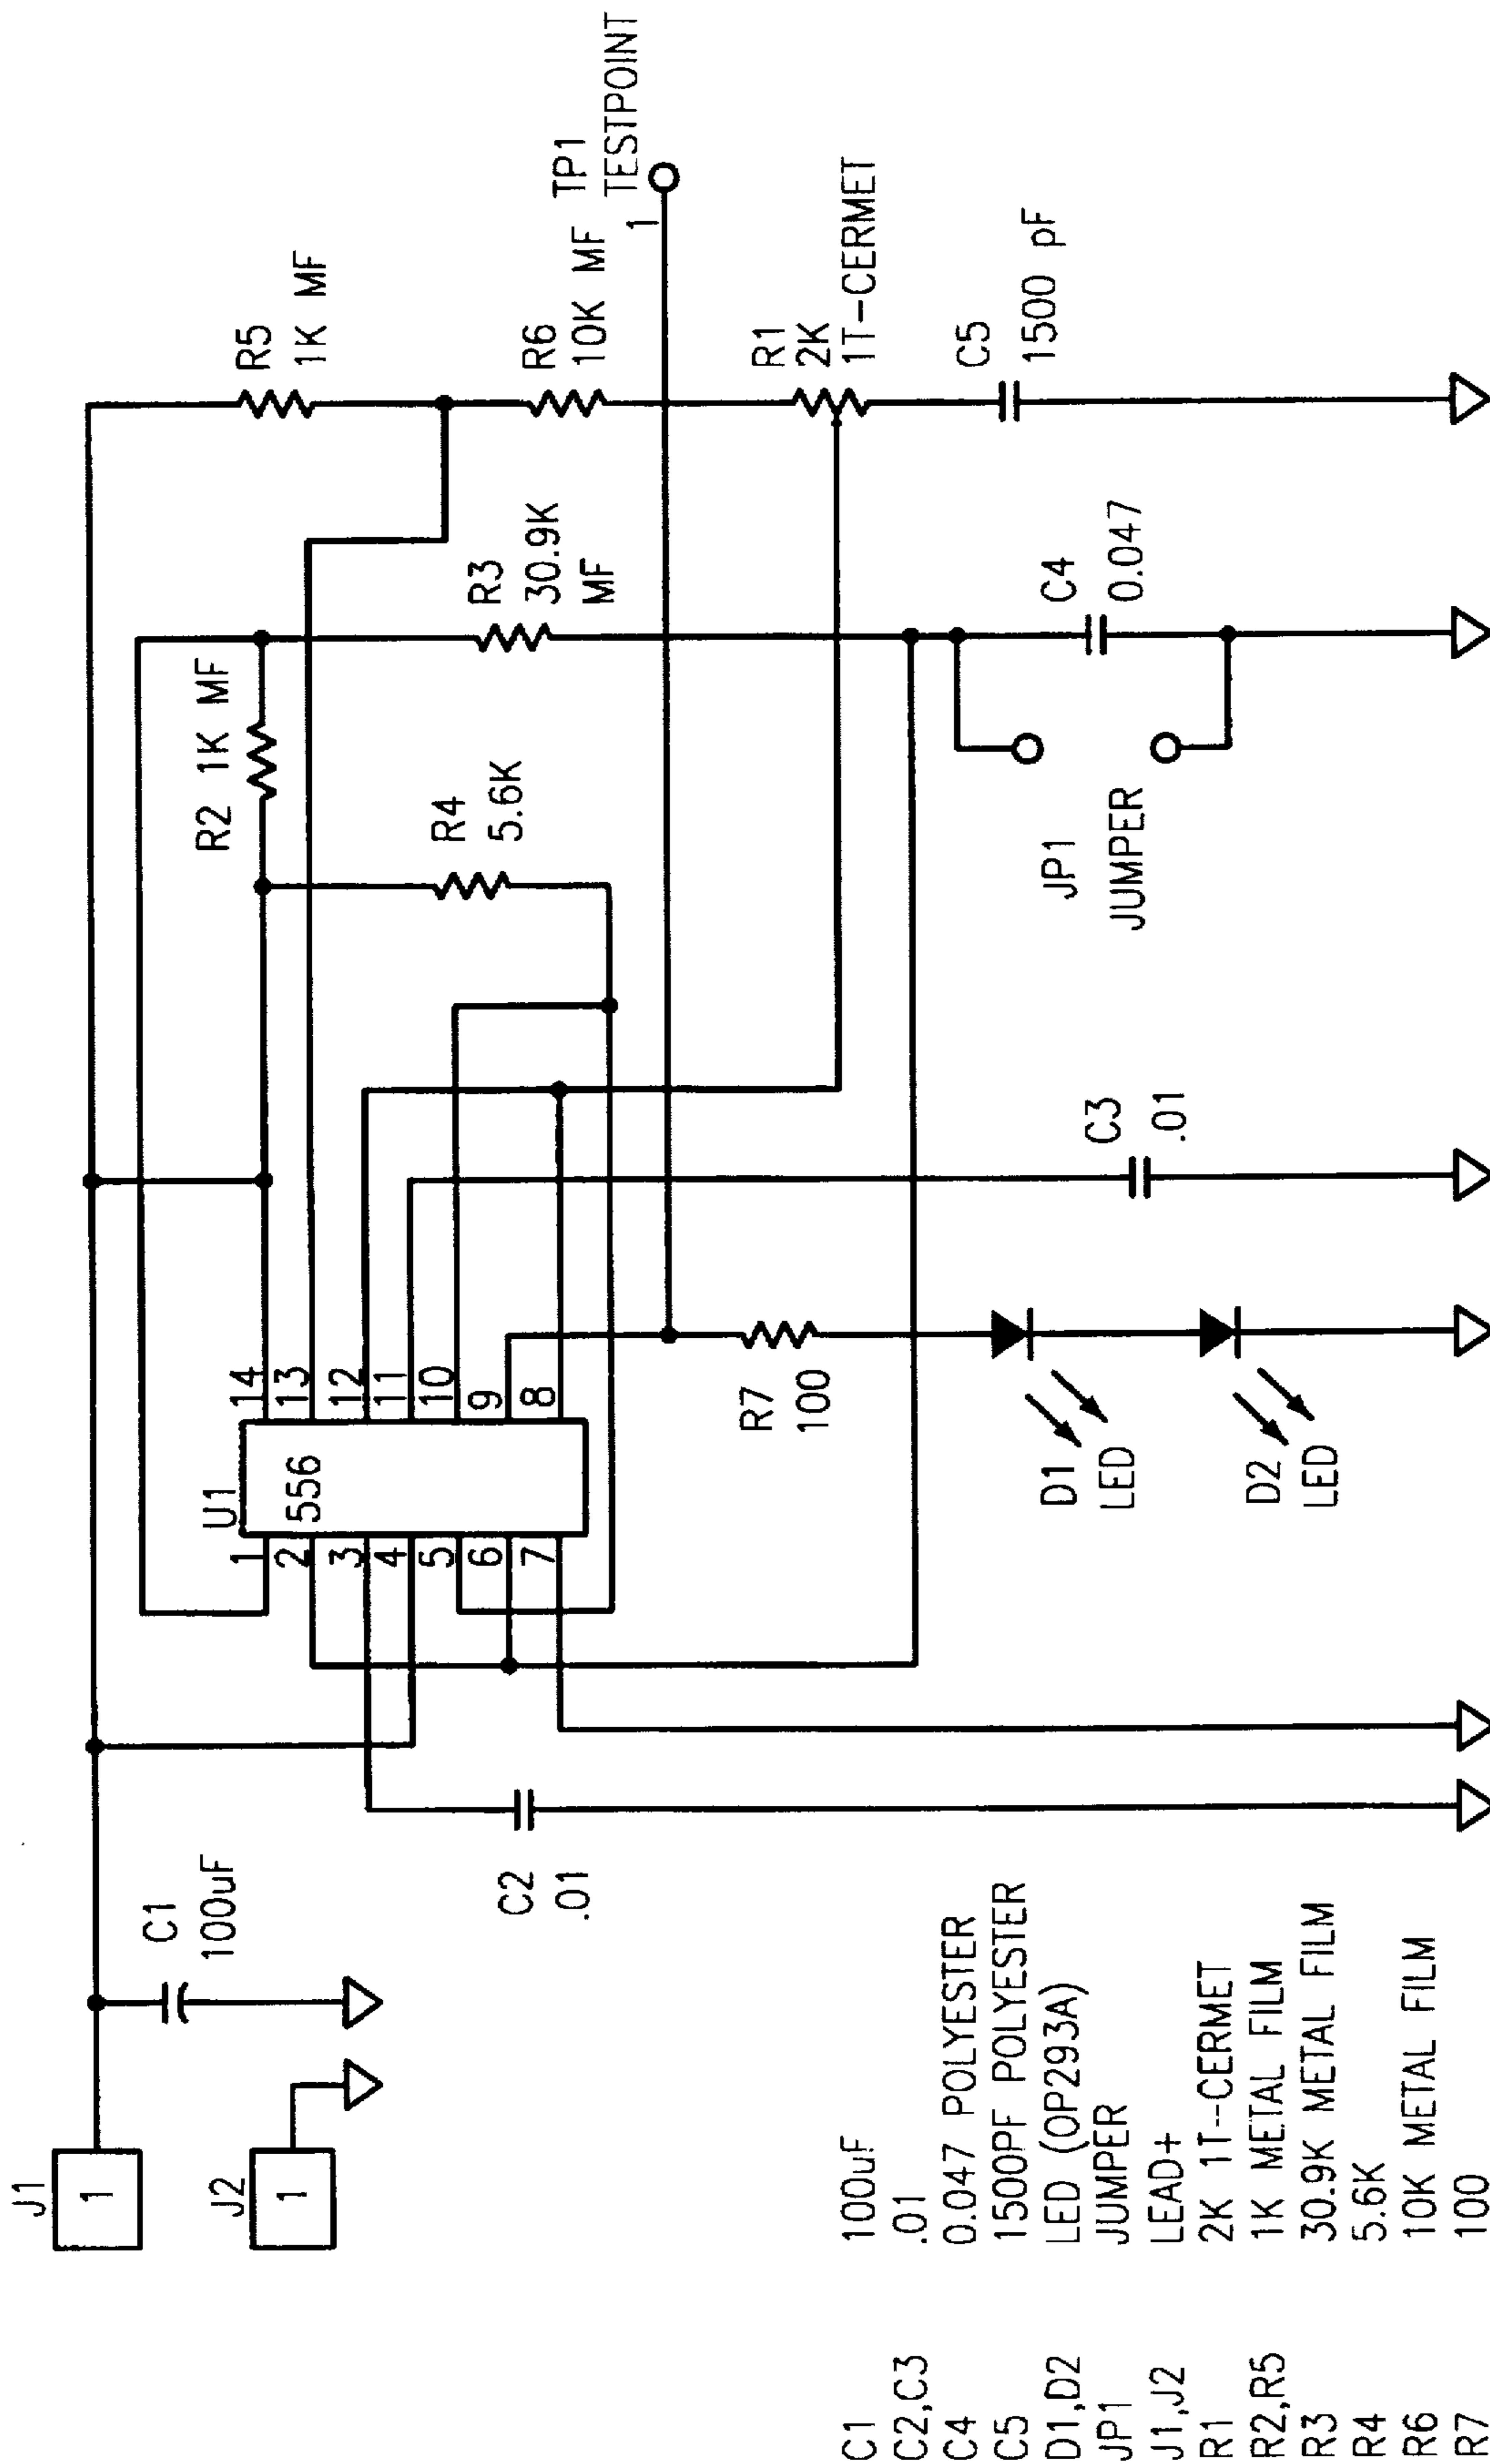 J1
1
J2
1
C1
100uF
C2
.01
U1
556
1
2
3
4
5
6
7
14
13
12
11
10
9
8
R7
100
D1
LED
D2
LED
C3
.01
R2 1K MF
R4
5.6K
R3
30.9K
MF
JP1
JUMPER
C4
0.047
R5
1K MF
R6
10K MF
TP1
TESTPOINT
1
R1
2K
1T-CERMET
C5
1500 pF
C1 100uF
C2,C3 .01
C4 0.047 POLYESTER
C5 1500PF POLYESTER
D1,D2 LED (OP293A)
JP1 JUMPER
J1,J2 LEAD+
R1 2K 1T--CERMET
R2,R5 1K METAL FILM
R3 30.9K METAL FILM
R4 5.6K
R6 10K METAL FILM
R7 100